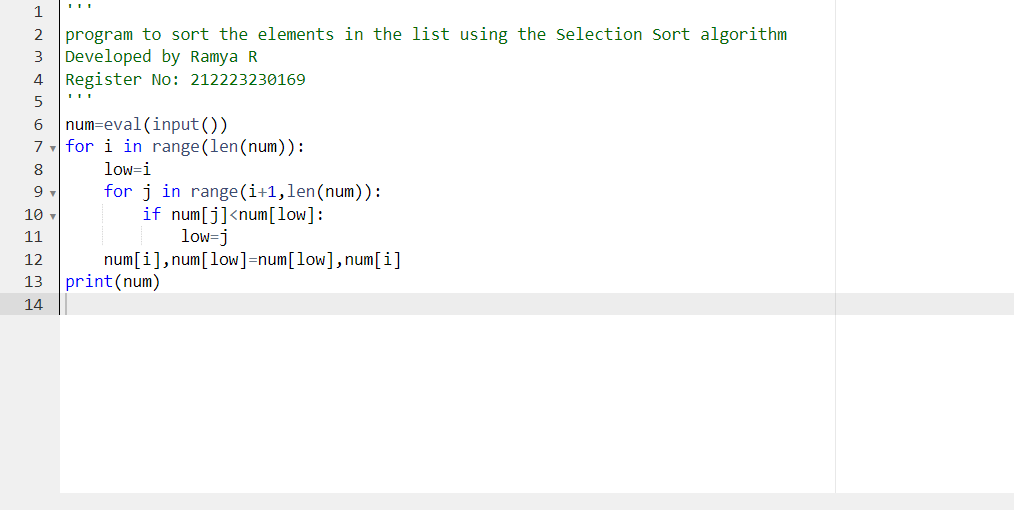 1 '''
2 program to sort the elements in the list using the Selection Sort algorithm
3 Developed by Ramya R
4 Register No: 212223230169
5 '''
6 num=eval(input())
7 for i in range(len(num)):
8     low=i
9     for j in range(i+1,len(num)):
10         if num[j]<num[low]:
11             low=j
12     num[i],num[low]=num[low],num[i]
13 print(num)
14